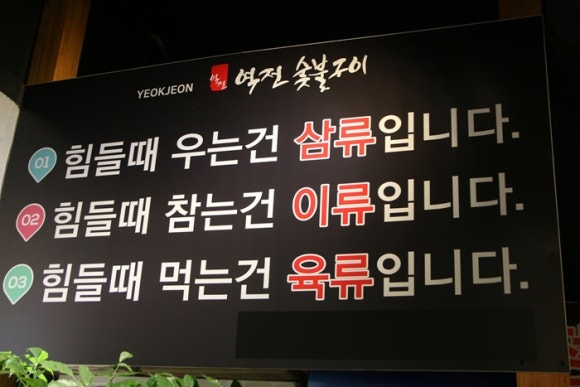 YEOKJEON 역전 역전 숯불구이
01 힘들때 우는건 삼류입니다.
02 힘들때 참는건 이류입니다.
03 힘들때 먹는건 육류입니다.